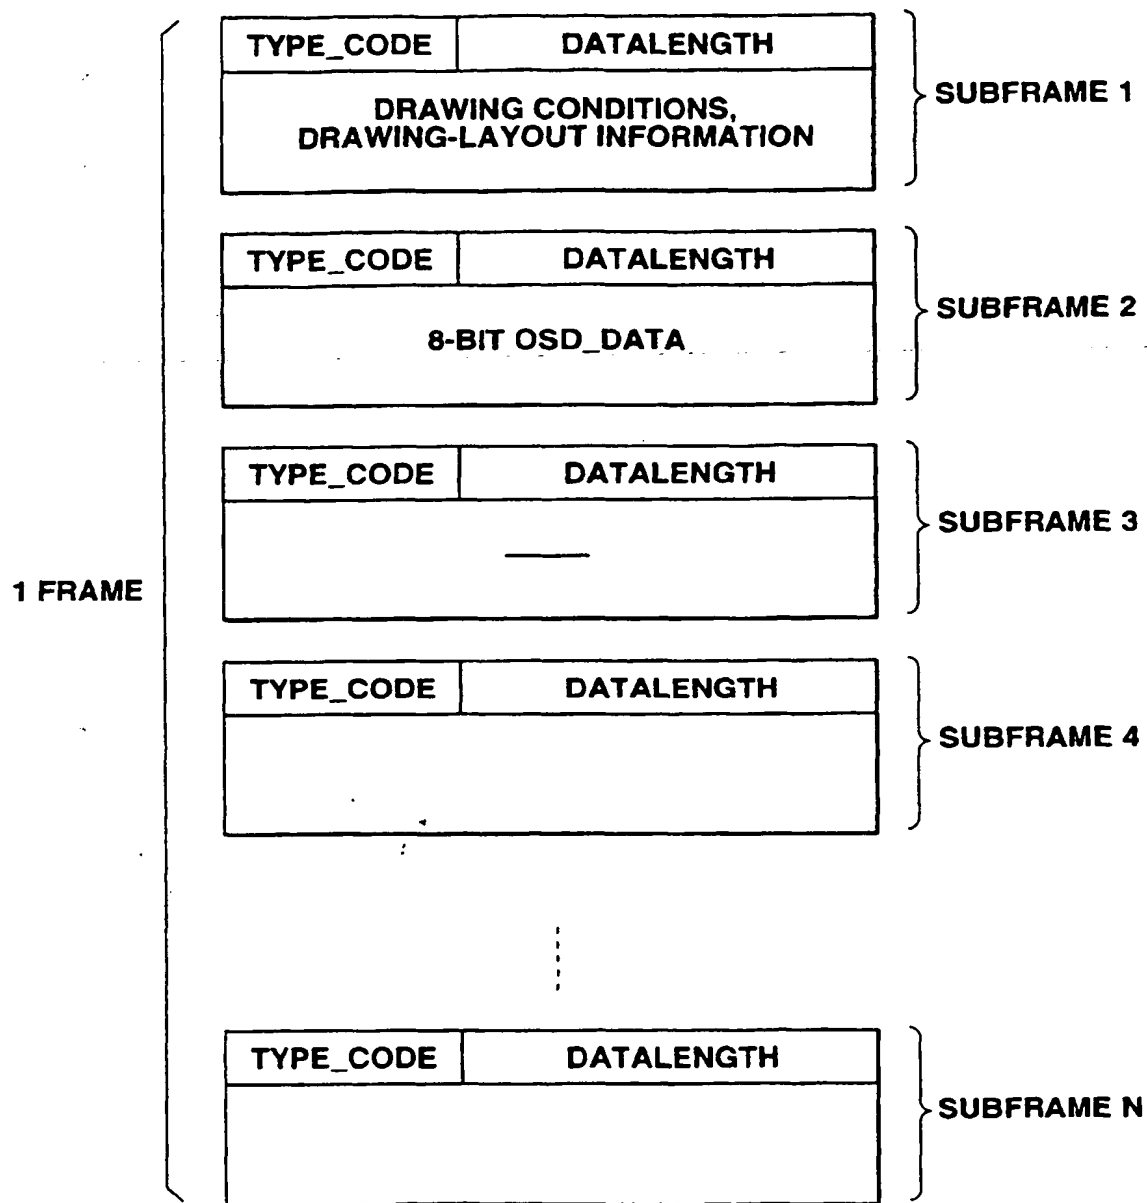 TYPE_CODE DATALENGTH
DRAWING CONDITIONS,
DRAWING-LAYOUT INFORMATION
SUBFRAME 1
TYPE_CODE DATALENGTH
8-BIT OSD_DATA
SUBFRAME 2
TYPE_CODE DATALENGTH
SUBFRAME 3
1 FRAME
TYPE_CODE DATALENGTH
SUBFRAME 4
TYPE_CODE DATALENGTH
SUBFRAME N